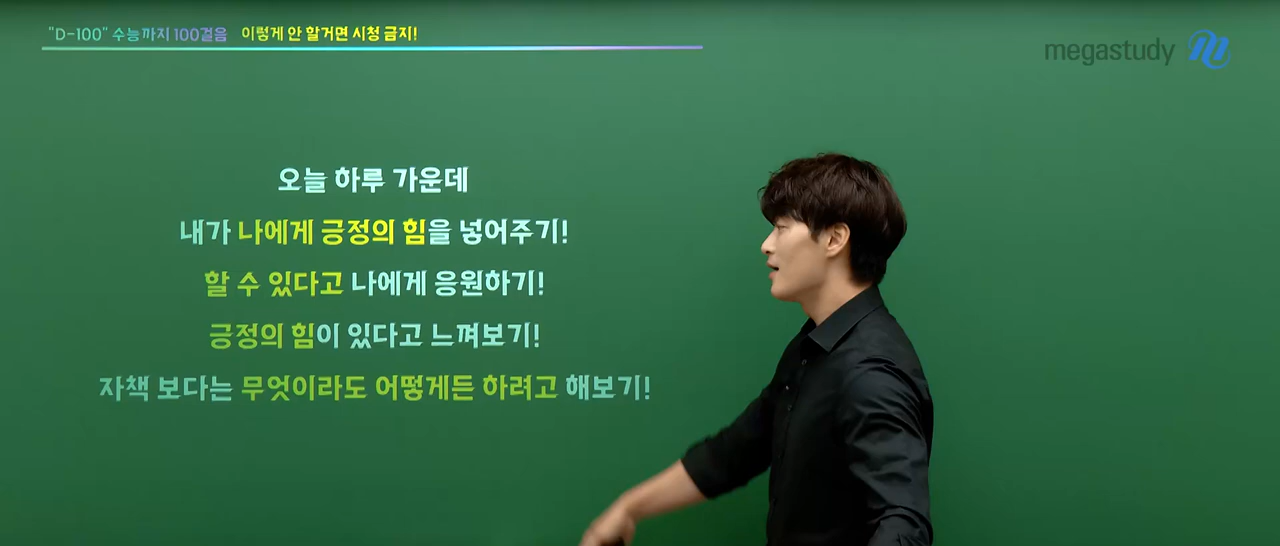 "D-100" 수능까지 100걸음 이렇게 안 할거면 시청 금지!
megastudy
오늘 하루 가운데
내가 나에게 긍정의 힘을 넣어주기!
할 수 있다고 나에게 응원하기!
긍정의 힘이 있다고 느껴보기!
자책 보다는 무엇이라도 어떻게든 하려고 해보기!